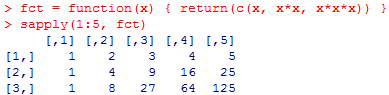 > fct = function(x) { return(c(x, x*x, x*x*x)) }
> sapply(1:5, fct)
     [,1] [,2] [,3] [,4] [,5]
[1,]    1    2    3    4    5
[2,]    1    4    9   16   25
[3,]    1    8   27   64  125